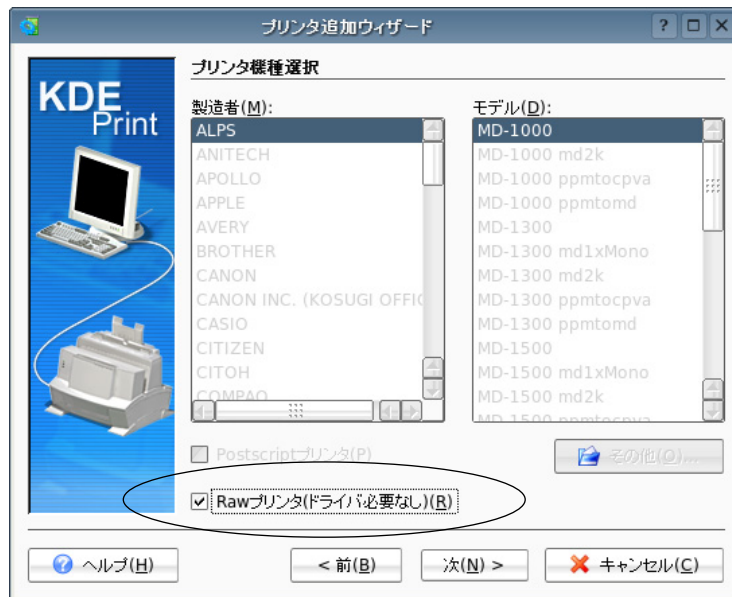 プリンタ追加ウィザード
KDE
Print
プリンタ機種選択
製造者(M):
ALPS
ANITECH
APOLLO
APPLE
AVERY
BROTHER
CANON
CANON INC. (KOSUGI OFFIC
CASIO
CITIZEN
CITOH
COMPAQ
モデル(D):
MD-1000
MD-1000 md2k
MD-1000 ppmtocpva
MD-1000 ppmtomd
MD-1300
MD-1300 md1xMono
MD-1300 md2k
MD-1300 ppmtocpva
MD-1300 ppmtomd
MD-1500
MD-1500 md1xMono
MD-1500 md2k
MD-1500 ppmtocpva
Postscriptプリンタ(P)
その他(O)...
Rawプリンタ(ドライバ必要なし)(R)
ヘルプ(H)
< 前(B)
次(N) >
キャンセル(C)